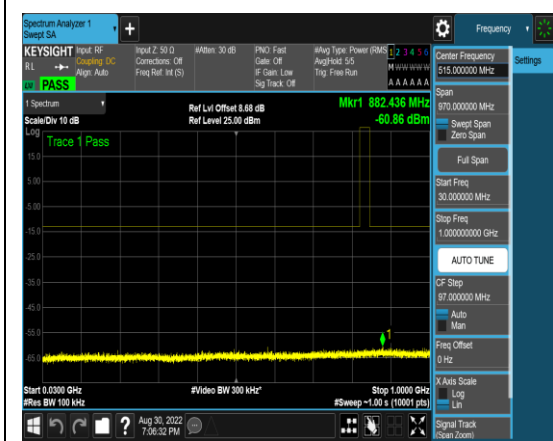 Spectrum Analyzer 1
Swept SA
+
Frequency
KEYSIGHT Input: RF Input Z: 50 Ω #Atten: 30 dB PNO: Fast #Avg Type: Power (RMS 1 2 3 4 5 6
RL Coupling: DC Corrections: Off Gate: Off Avg|Hold: 5/5 M W W W W W
Align: Auto Freq Ref: Int (S) IF Gain: Low Trig: Free Run
Sig Track: Off A A A A A A
PASS
1 Spectrum
Ref Lvl Offset 8.68 dB Mkr1 882.436 MHz
Scale/Div 10 dB Ref Level 25.00 dBm -60.86 dBm
Log
Trace 1 Pass
15.0
5.00
-5.00
-15.0
-25.0
-35.0
-45.0
-55.0
-65.0
1
Start 0.0300 GHz #Video BW 300 kHz* Stop 1.0000 GHz
#Res BW 100 kHz #Sweep ~1.00 s (10001 pts)
Aug 30, 2022
7:06:32 PM
?
Center Frequency
515.000000 MHz
Settings
Span
970.000000 MHz
Swept Span
Zero Span
Full Span
Start Freq
30.000000 MHz
Stop Freq
1.000000000 GHz
AUTO TUNE
CF Step
97.000000 MHz
Auto
Man
Freq Offset
0 Hz
X Axis Scale
Log
Lin
Signal Track
(Span Zoom)